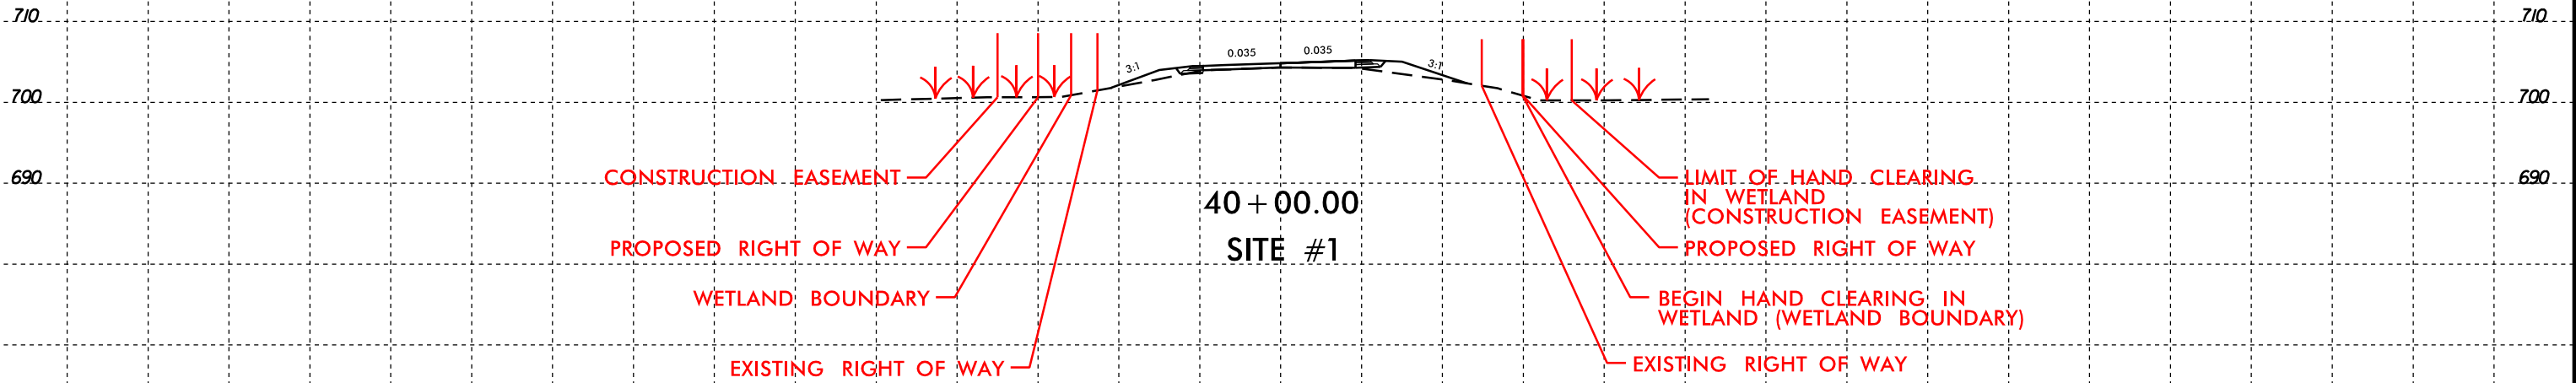 710
710
0.035
0.035
3:1
3:1
700
700
690
690
CONSTRUCTION EASEMENT
PROPOSED RIGHT OF WAY
WETLAND BOUNDARY
EXISTING RIGHT OF WAY
40+00.00
SITE #1
LIMIT OF HAND CLEARING
IN WETLAND
(CONSTRUCTION EASEMENT)
PROPOSED RIGHT OF WAY
BEGIN HAND CLEARING IN
WETLAND (WETLAND BOUNDARY)
EXISTING RIGHT OF WAY